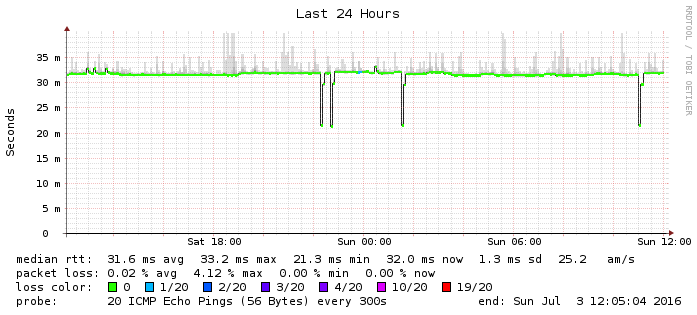 Last 24 Hours
RRDTOOL / TOBI OETIKER
Seconds
35 m
30 m
25 m
20 m
15 m
10 m
5 m
0
Sat 18:00 Sun 00:00 Sun 06:00 Sun 12:00
median rtt: 31.6 ms avg 33.2 ms max 21.3 ms min 32.0 ms now 1.3 ms sd 25.2 am/s
packet loss: 0.02 % avg 4.12 % max 0.00 % min 0.00 % now
loss color: 0 1/20 2/20 3/20 4/20 10/20 19/20
probe: 20 ICMP Echo Pings (56 Bytes) every 300s end: Sun Jul 3 12:05:04 2016